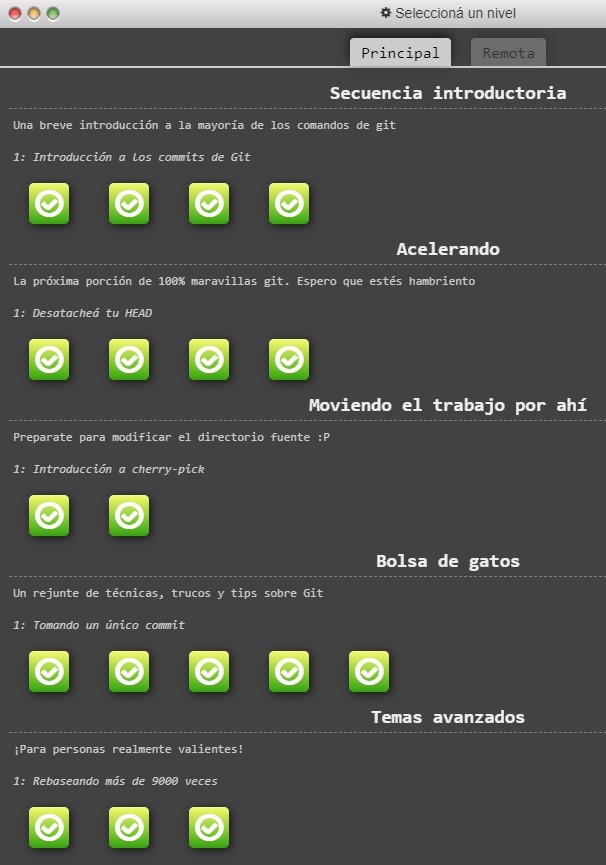 Seleccioná un nivel
Principal Remota
Secuencia introductoria
Una breve introducción a la mayoría de los comandos de git
1: Introducción a los commits de Git
Acelerando
La próxima porción de 100% maravillas git. Espero que estés hambriento
1: Desatacheá tu HEAD
Moviendo el trabajo por ahí
Preparate para modificar el directorio fuente :P
1: Introducción a cherry-pick
Bolsa de gatos
Un rejunte de técnicas, trucos y tips sobre Git
1: Tomando un único commit
Temas avanzados
¡Para personas realmente valientes!
1: Rebaseando más de 9000 veces